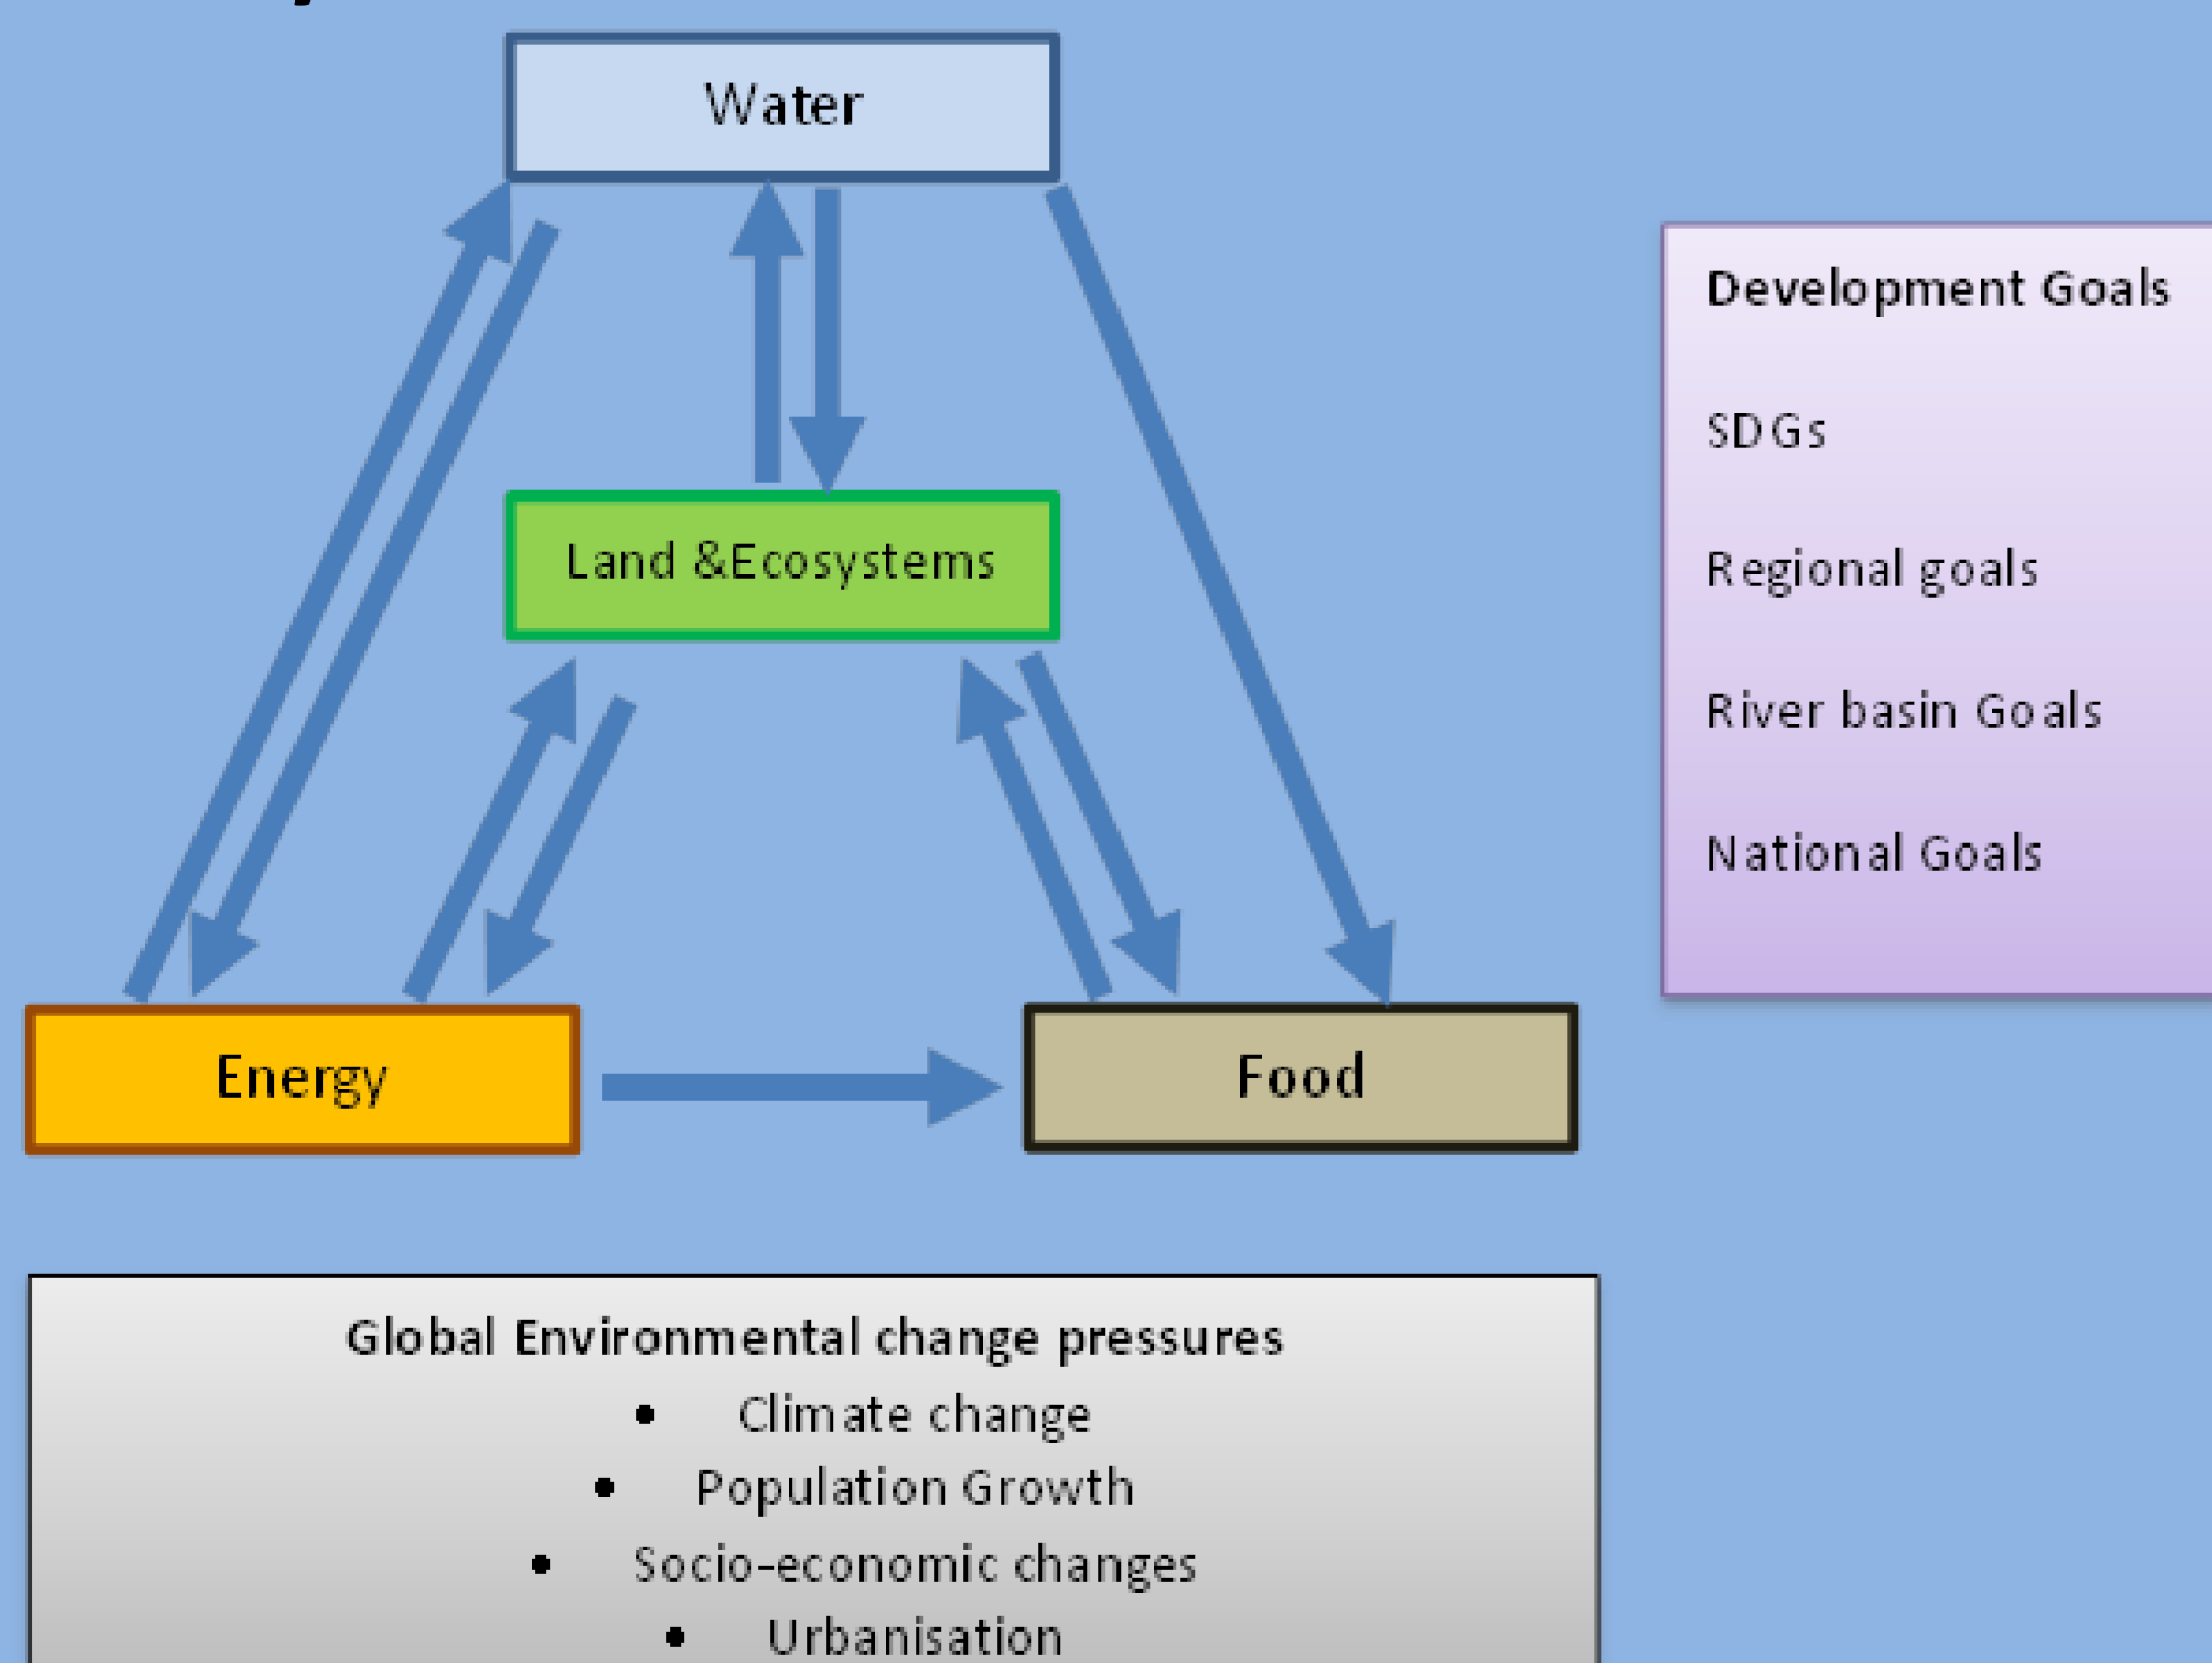 Water
Land &Ecosystems
Energy
Food
Development Goals
SDGs
Regional goals
River basin Goals
National Goals
Global Environmental change pressures
• Climate change
• Population Growth
• Socio-economic changes
• Urbanisation